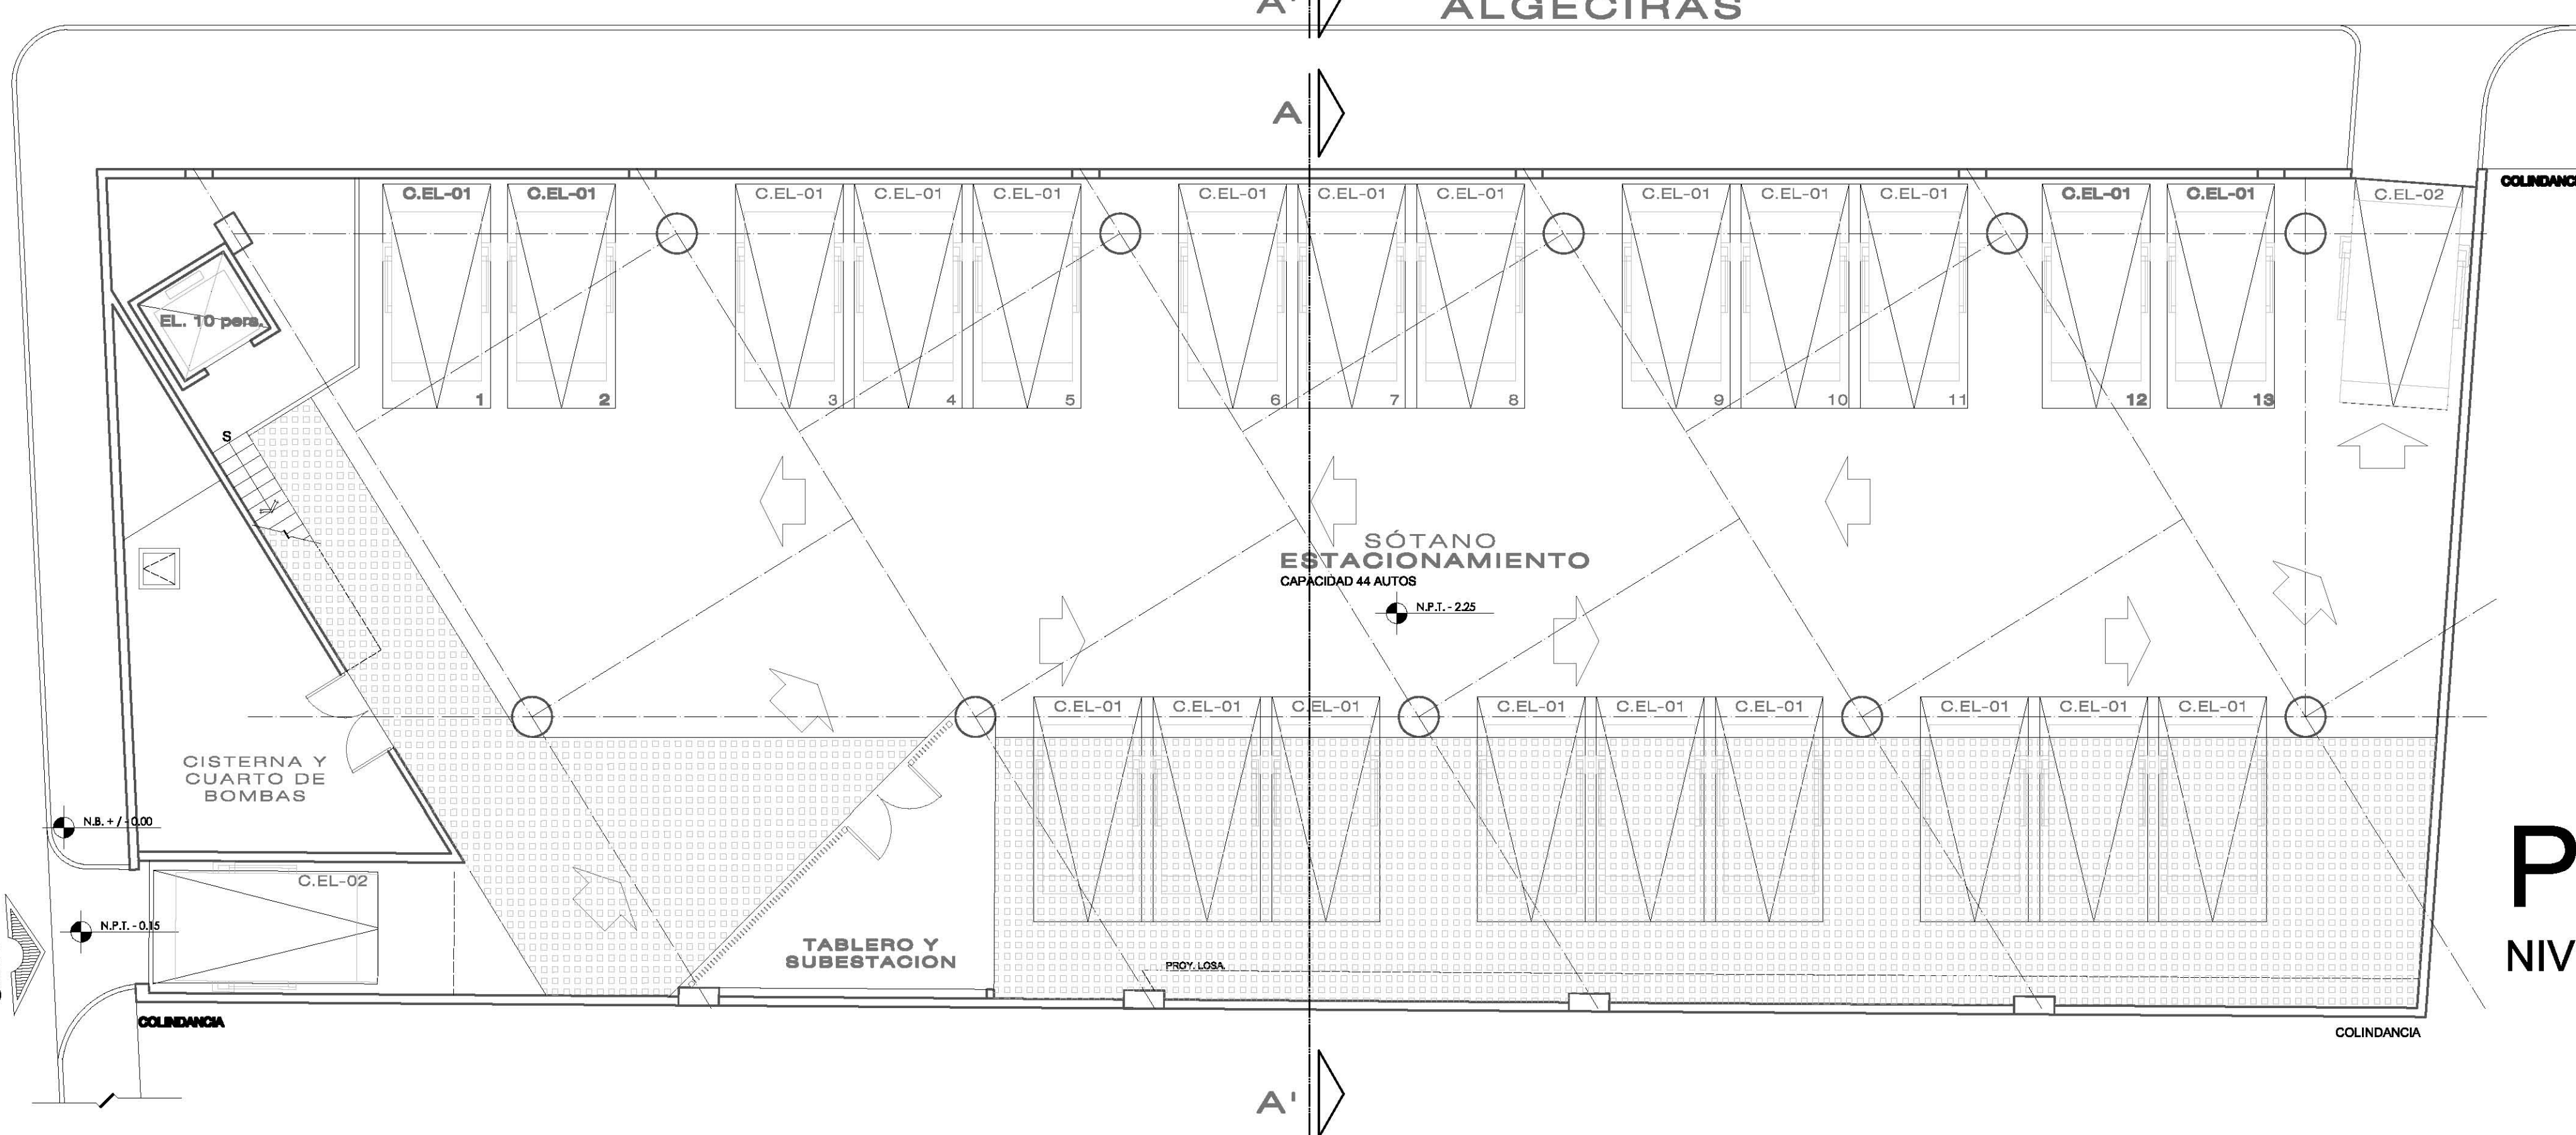 A'
ALGECIRAS
A
COLINDANC
C.EL-01
C.EL-01
C.EL-01
C.EL-01
C.EL-01
C.EL-01
C.EL-01
C.EL-01
C.EL-01
C.EL-01
C.EL-01
C.EL-01
C.EL-01
C.EL-02
EL. 10 pers.
1
2
3
4
5
6
7
8
9
10
11
12
13
S
SÓTANO
ESTACIONAMIENTO
CAPACIDAD 44 AUTOS
N.P.T. - 2.25
C.EL-01
C.EL-01
C.EL-01
C.EL-01
C.EL-01
C.EL-01
C.EL-01
C.EL-01
C.EL-01
CISTERNA Y
CUARTO DE
BOMBAS
N.B. + / - 0.00
C.EL-02
N.P.T. - 0.15
TABLERO Y
SUBESTACIÓN
PROY. LOSA.
P
NIV
COLINDANCIA
COLINDANCIA
A'